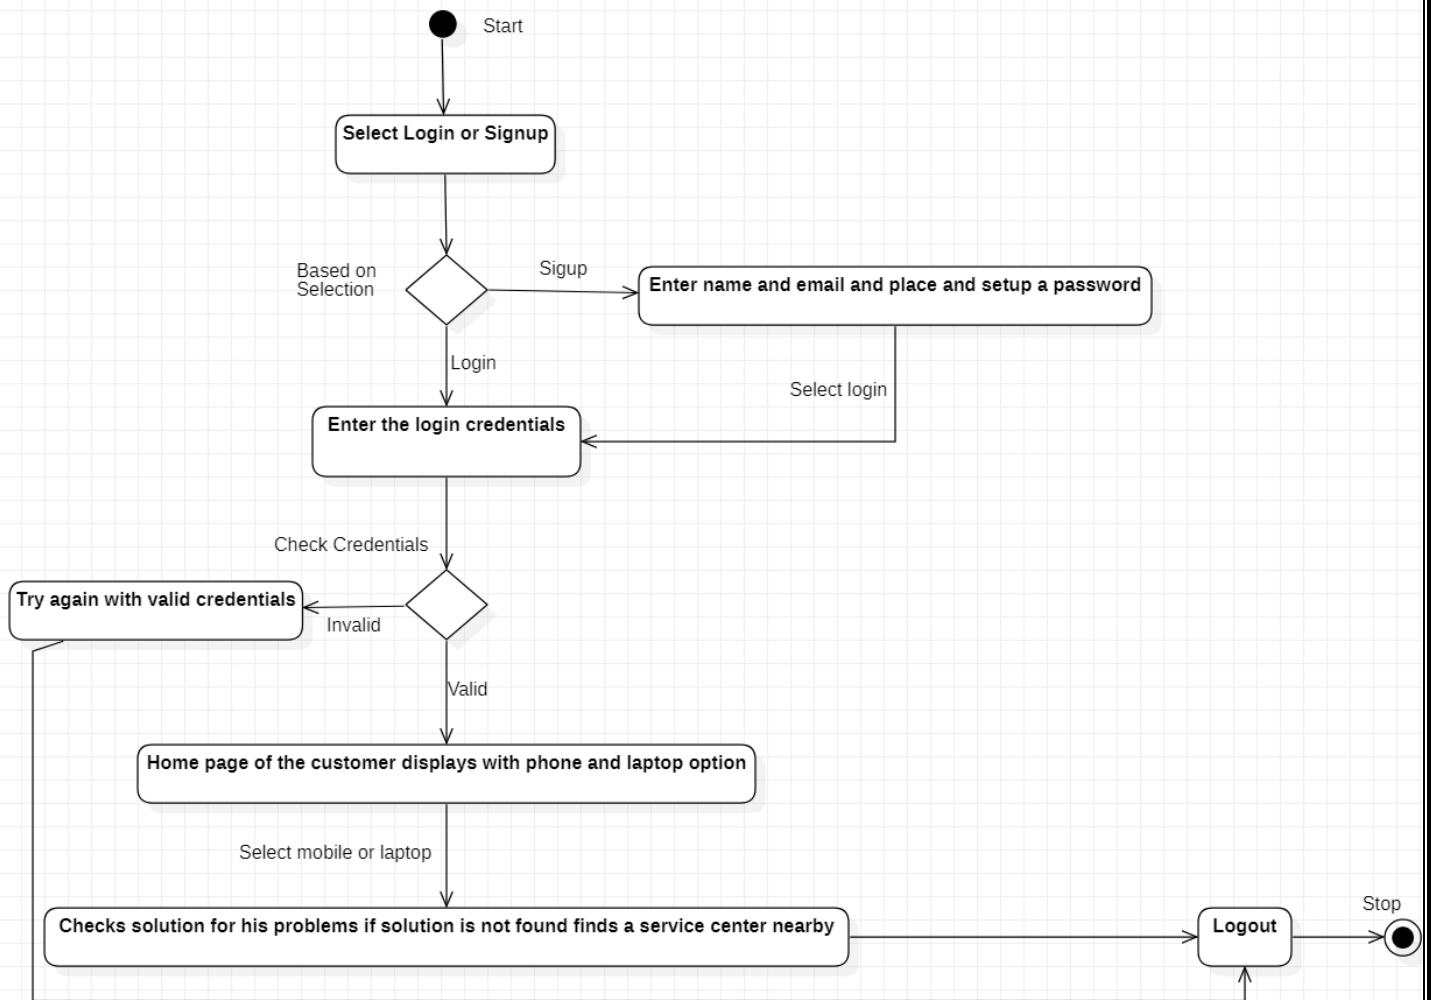 Start
Select Login or Signup
Based on
Selection
Sigup
Enter name and email and place and setup a password
Login
Select login
Enter the login credentials
Check Credentials
Try again with valid credentials
Invalid
Valid
Home page of the customer displays with phone and laptop option
Select mobile or laptop
Stop
Checks solution for his problems if solution is not found finds a service center nearby
Logout